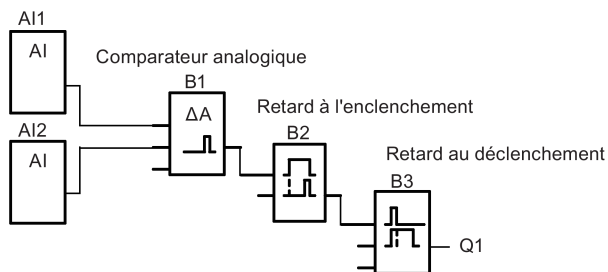 AI1
AI
Comparateur analogique
B1
ΔA
Retard à l'enclenchement
B2
AI2
AI
Retard au déclenchement
B3
Q1